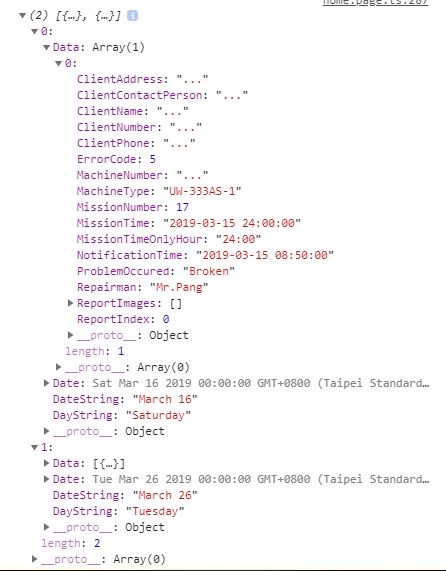 home.page.ts:287
▼(2) [{…}, {…}] i
▼0:
▼Data: Array(1)
▼0:
ClientAddress: "..."
ClientContactPerson: "..."
ClientName: "..."
ClientNumber: "..."
ClientPhone: "..."
ErrorCode: 5
MachineNumber: "..."
MachineType: "UW-333AS-1"
MissionNumber: 17
MissionTime: "2019-03-15 24:00:00"
MissionTimeOnlyHour: "24:00"
NotificationTime: "2019-03-15 08:50:00"
ProblemOccured: "Broken"
Repairman: "Mr.Pang"
▶ReportImages: []
ReportIndex: 0
▶__proto__: Object
length: 1
▶__proto__: Array(0)
▶Date: Sat Mar 16 2019 00:00:00 GMT+0800 (Taipei Standard…
DateString: "March 16"
DayString: "Saturday"
▶__proto__: Object
▼1:
▶Data: [{…}]
▶Date: Tue Mar 26 2019 00:00:00 GMT+0800 (Taipei Standard…
DateString: "March 26"
DayString: "Tuesday"
▶__proto__: Object
length: 2
▶__proto__: Array(0)